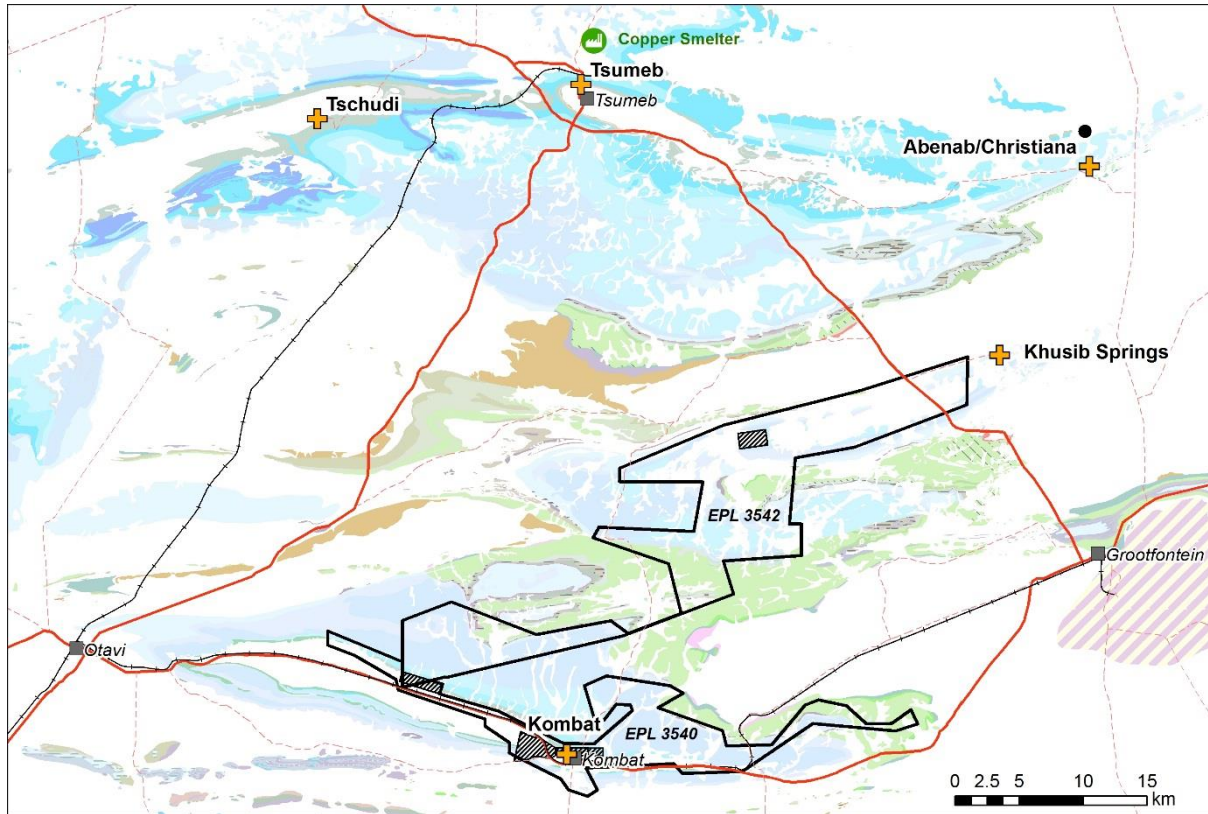 Copper Smelter
Tsumeb
Tsumeb
Tschudi
Abenab/Christiana
Khusib Springs
EPL 3542
Grootfontein
Otavi
Kombat
EPL 3540
Kombat
0 2.5 5 10 15
km